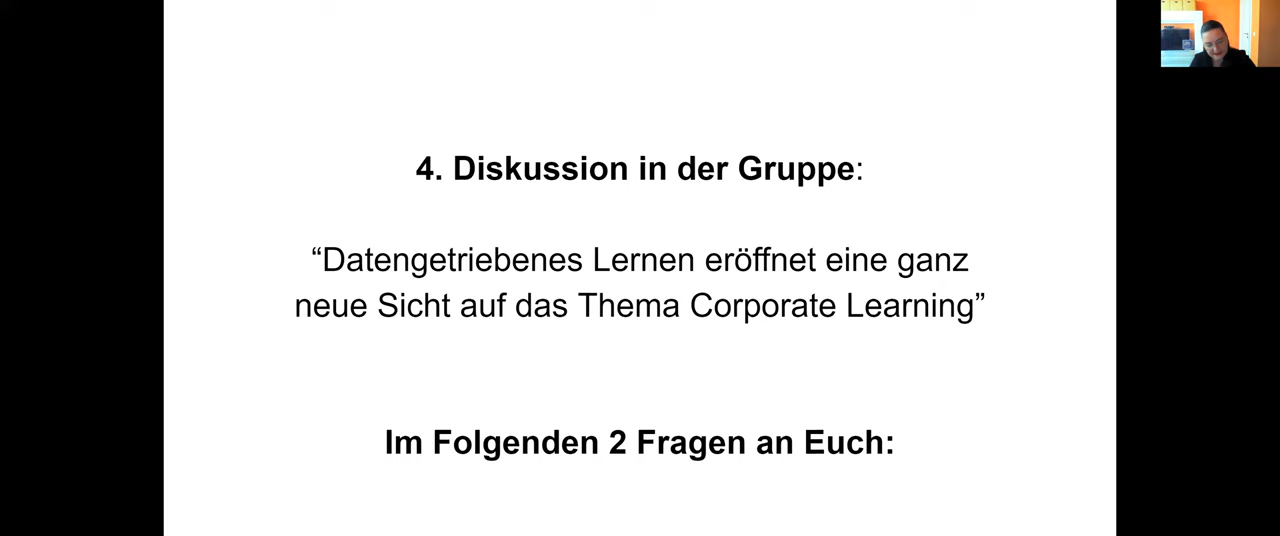 4. Diskussion in der Gruppe:
“Datengetriebenes Lernen eröffnet eine ganz
neue Sicht auf das Thema Corporate Learning”
Im Folgenden 2 Fragen an Euch: